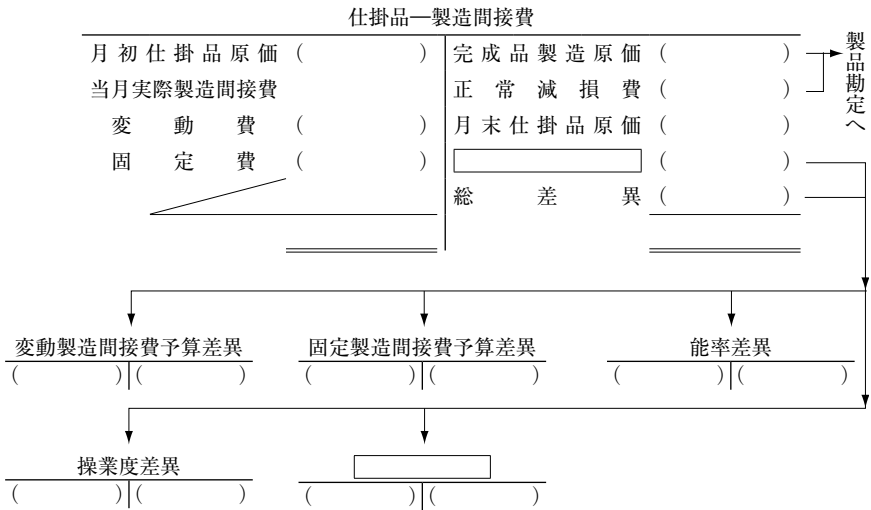 仕掛品―製造間接費
月初仕掛品原価 ( ) 完成品製造原価 ( )
当月実際製造間接費 正常減損費 ( )
変動費 ( ) 月末仕掛品原価 ( )
固定費 ( ) ( )
総差異 ( )
製品勘定へ
変動製造間接費予算差異 固定製造間接費予算差異 能率差異
( ) ( ) ( ) ( ) ( ) ( )
操業度差異
( ) ( ) ( ) ( )